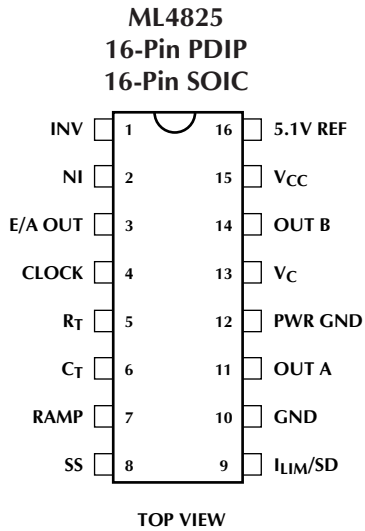 ML4825
16-Pin PDIP
16-Pin SOIC
INV 1 16 5.1V REF
NI 2 15 VCC
E/A OUT 3 14 OUT B
CLOCK 4 13 VC
RT 5 12 PWR GND
CT 6 11 OUT A
RAMP 7 10 GND
SS 8 9 ILIM/SD
TOP VIEW